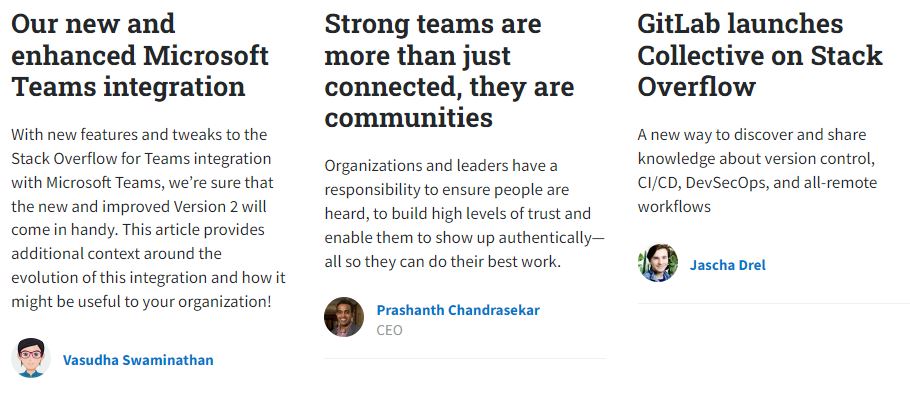 Our new and
enhanced Microsoft
Teams integration
With new features and tweaks to the
Stack Overflow for Teams integration
with Microsoft Teams, we’re sure that
the new and improved Version 2 will
come in handy. This article provides
additional context around the
evolution of this integration and how it
might be useful to your organization!
Vasudha Swaminathan
Strong teams are
more than just
connected, they are
communities
Organizations and leaders have a
responsibility to ensure people are
heard, to build high levels of trust and
enable them to show up authentically—
all so they can do their best work.
Prashanth Chandrasekar
CEO
GitLab launches
Collective on Stack
Overflow
A new way to discover and share
knowledge about version control,
CI/CD, DevSecOps, and all-remote
workflows
Jascha Drel